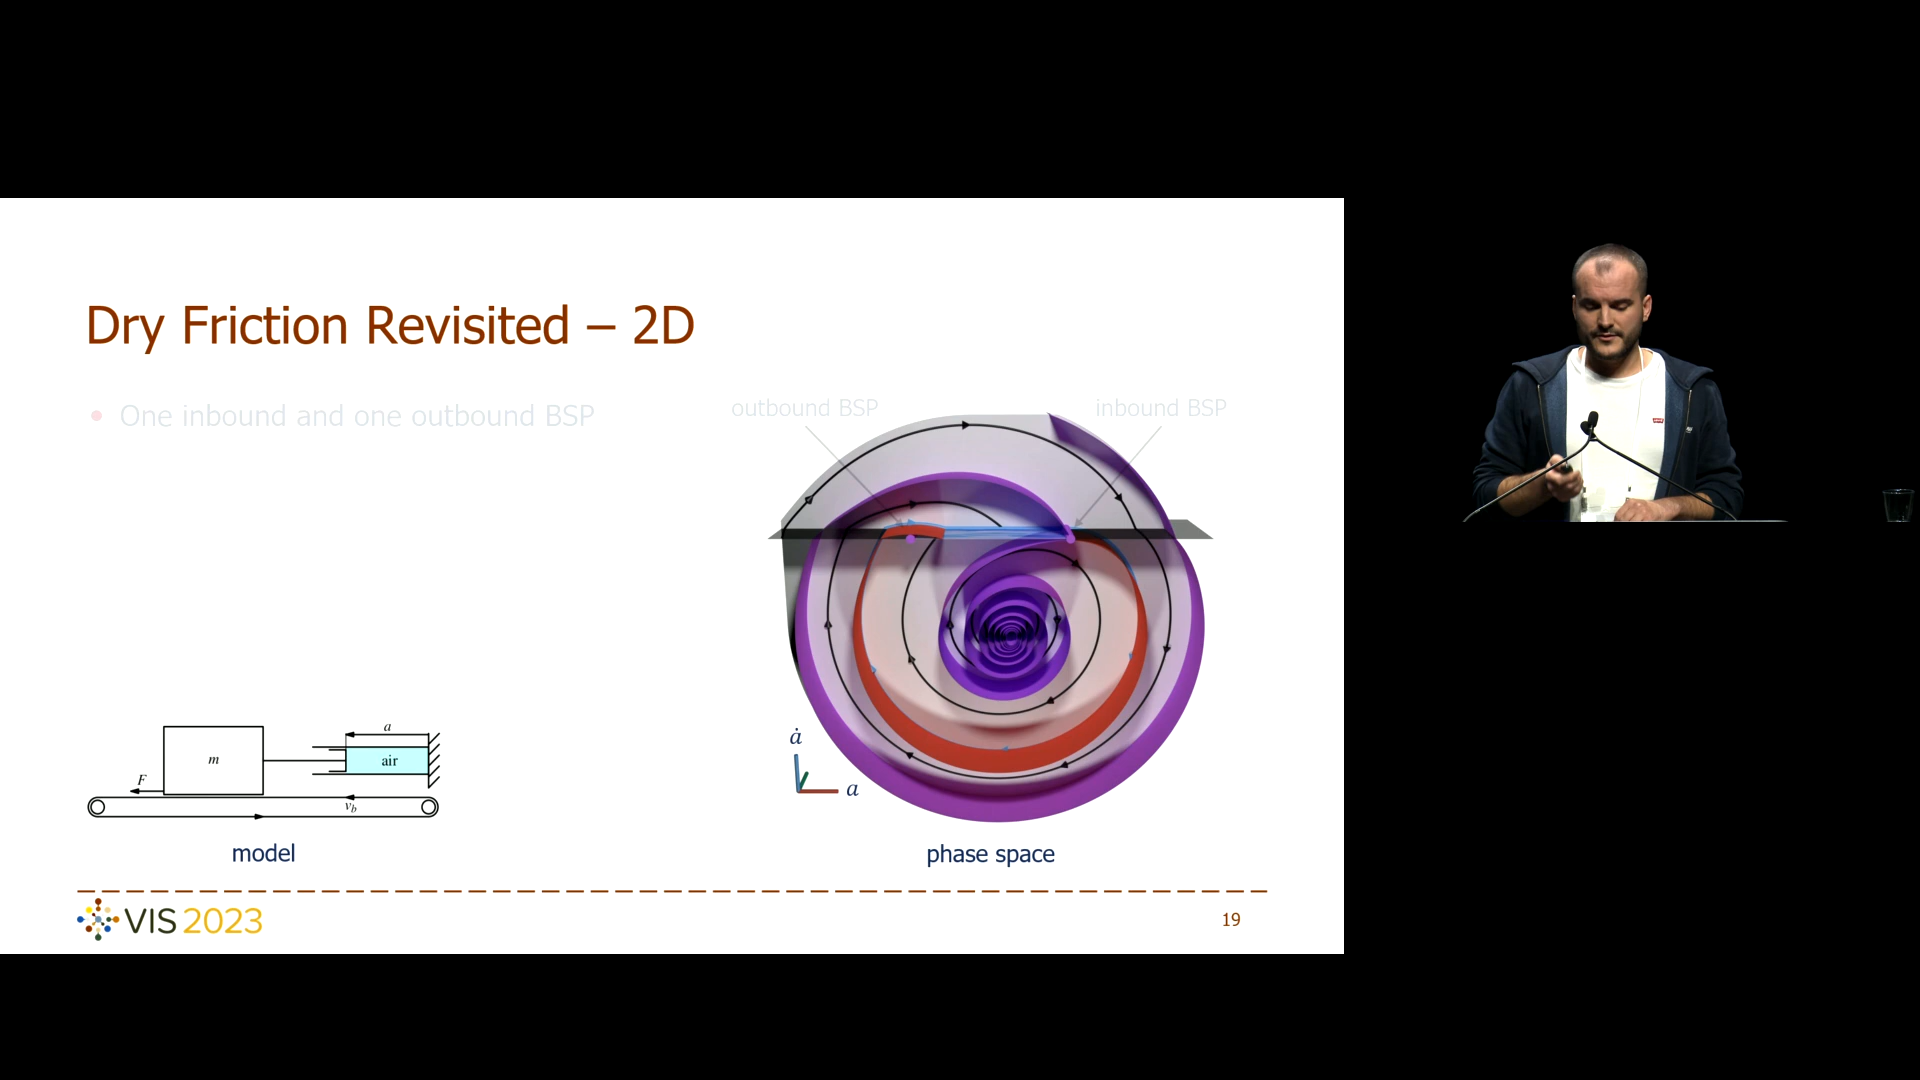 Dry Friction Revisited – 2D
• One inbound and one outbound BSP
outbound BSP
inbound BSP
a
m
air
F
v_b
model
ȧ
a
phase space
VIS 2023
19